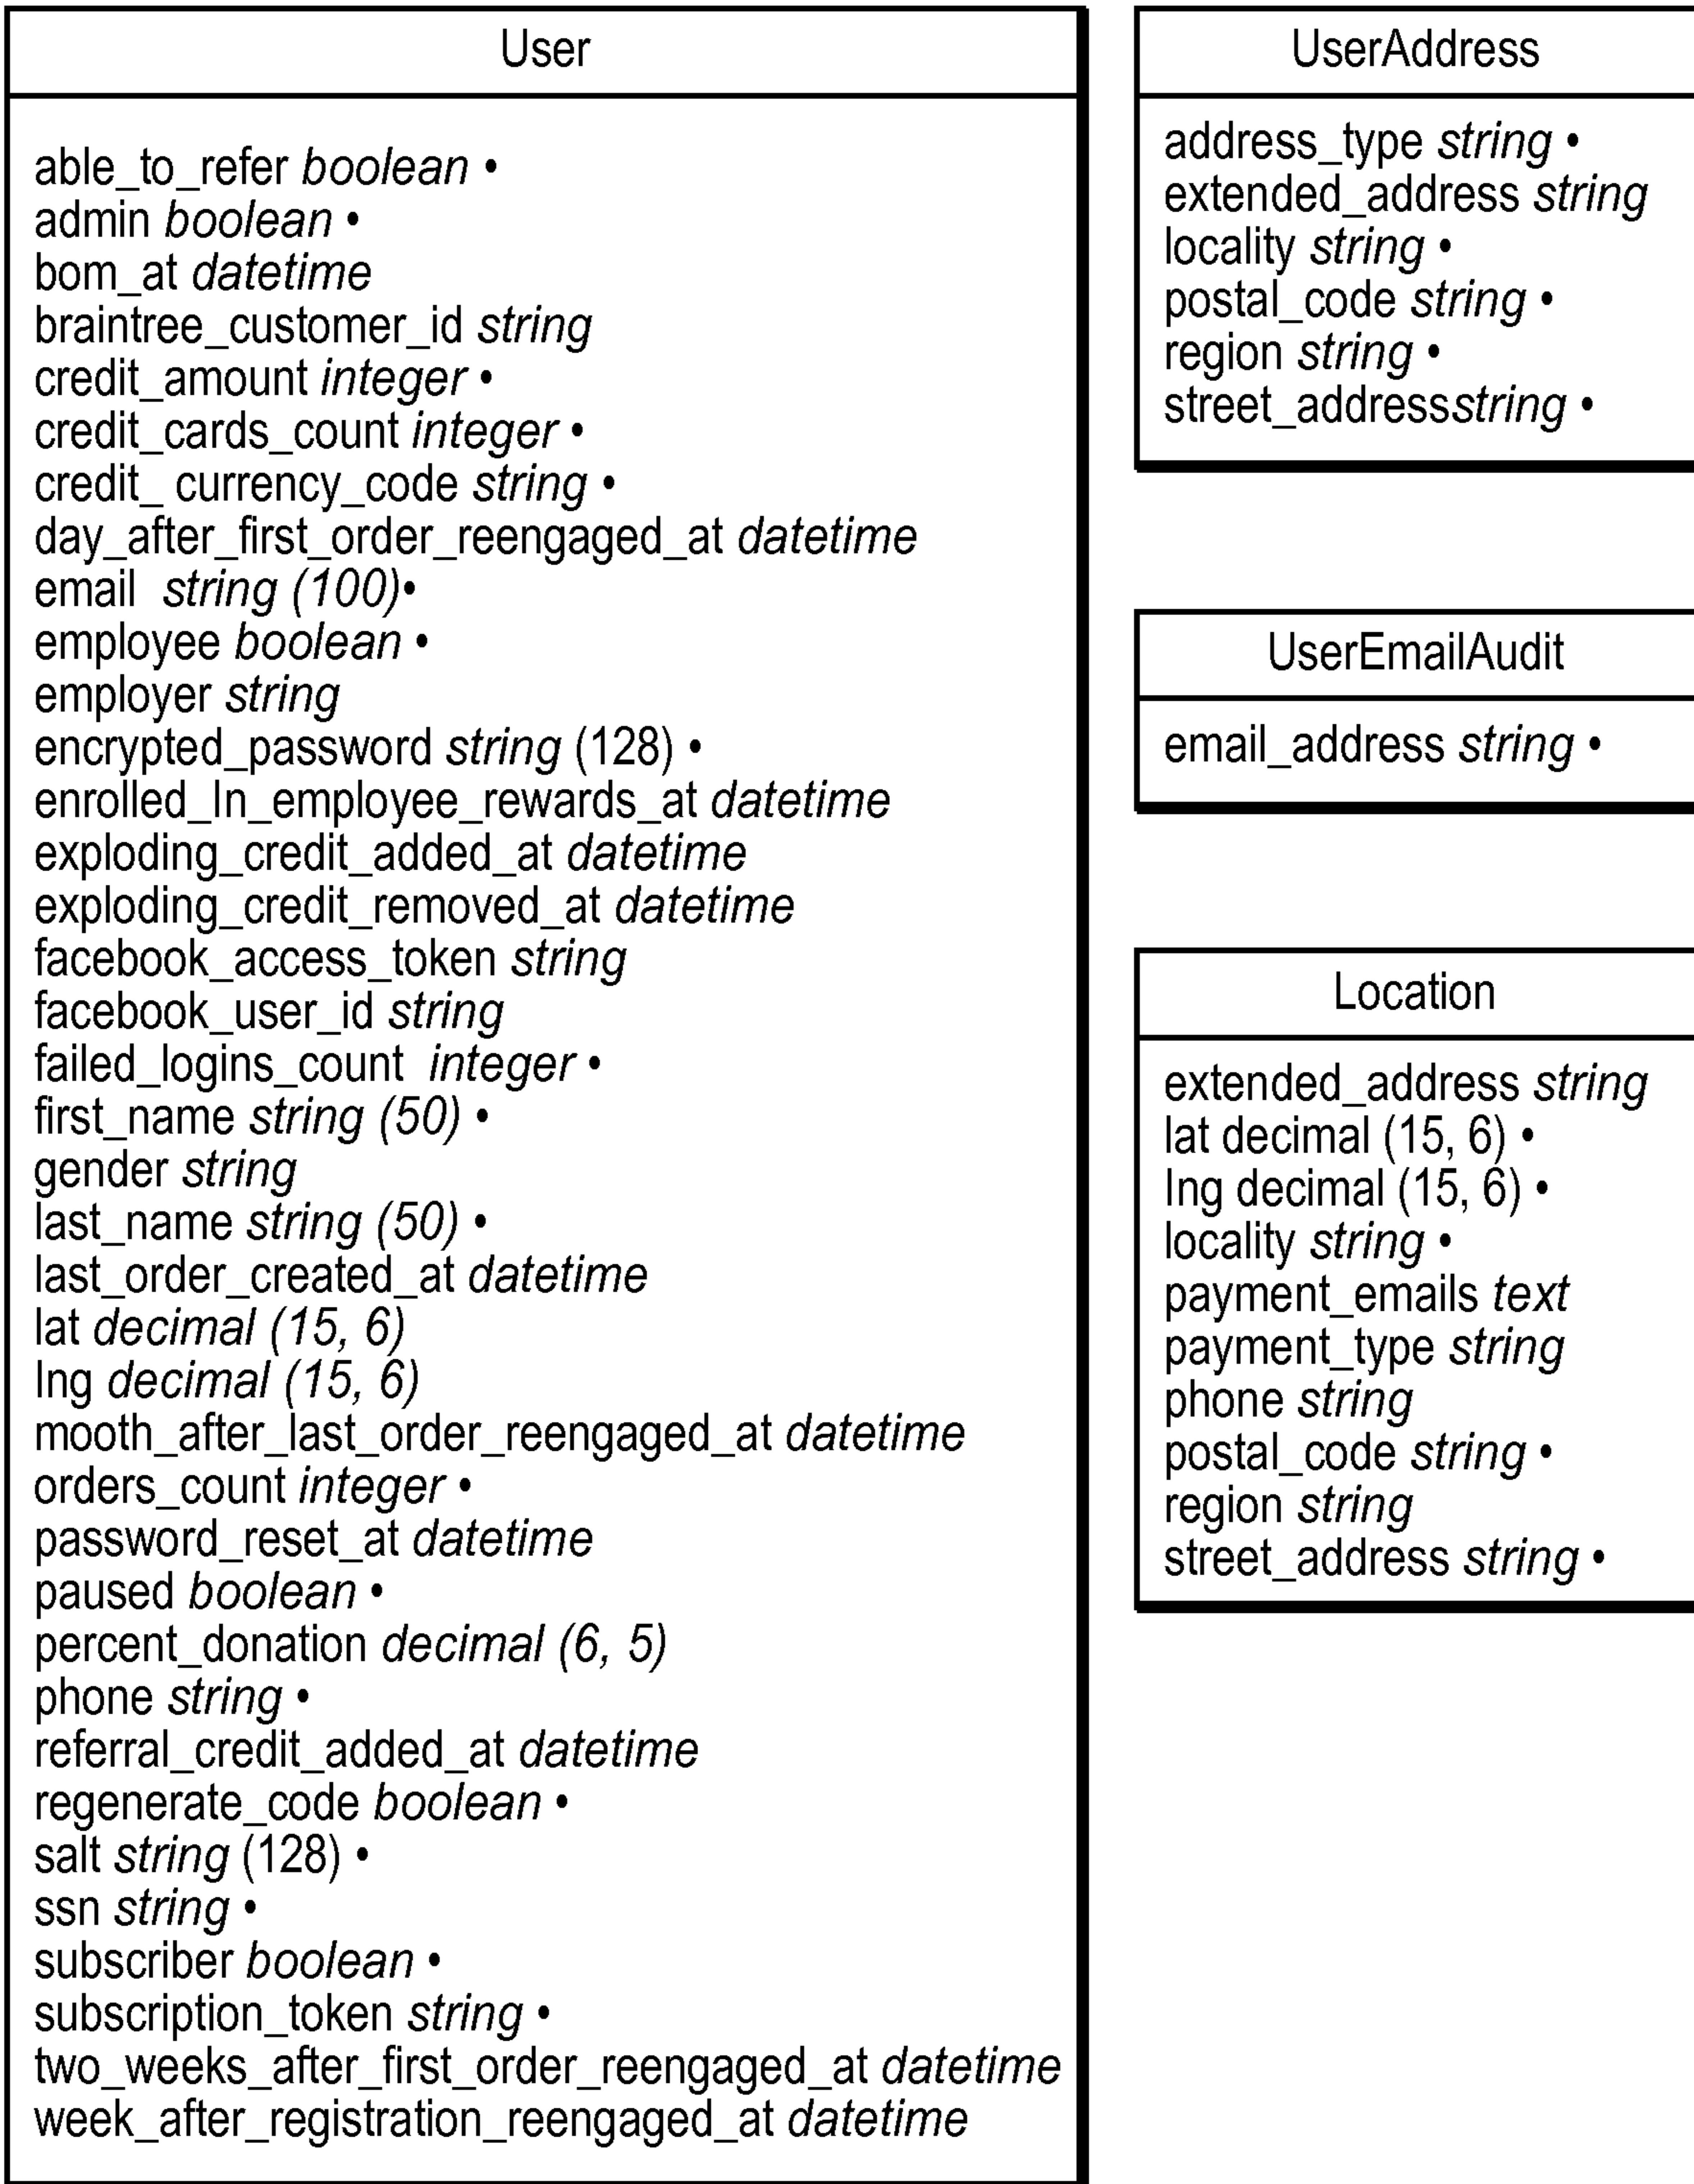 User
able_to_refer boolean •
admin boolean •
bom_at datetime
braintree_customer_id string
credit_amount integer •
credit_cards_count integer •
credit_ currency_code string •
day_after_first_order_reengaged_at datetime
email string (100)•
employee boolean •
employer string
encrypted_password string (128) •
enrolled_In_employee_rewards_at datetime
exploding_credit_added_at datetime
exploding_credit_removed_at datetime
facebook_access_token string
facebook_user_id string
failed_logins_count integer •
first_name string (50) •
gender string
last_name string (50) •
last_order_created_at datetime
lat decimal (15, 6)
lng decimal (15, 6)
mooth_after_last_order_reengaged_at datetime
orders_count integer •
password_reset_at datetime
paused boolean •
percent_donation decimal (6, 5)
phone string •
referral_credit_added_at datetime
regenerate_code boolean •
salt string (128) •
ssn string •
subscriber boolean •
subscription_token string •
two_weeks_after_first_order_reengaged_at datetime
week_after_registration_reengaged_at datetime
UserAddress
address_type string •
extended_address string
locality string •
postal_code string •
region string •
street_addressstring •
UserEmailAudit
email_address string •
Location
extended_address string
lat decimal (15, 6) •
lng decimal (15, 6) •
locality string •
payment_emails text
payment_type string
phone string
postal_code string •
region string
street_address string •